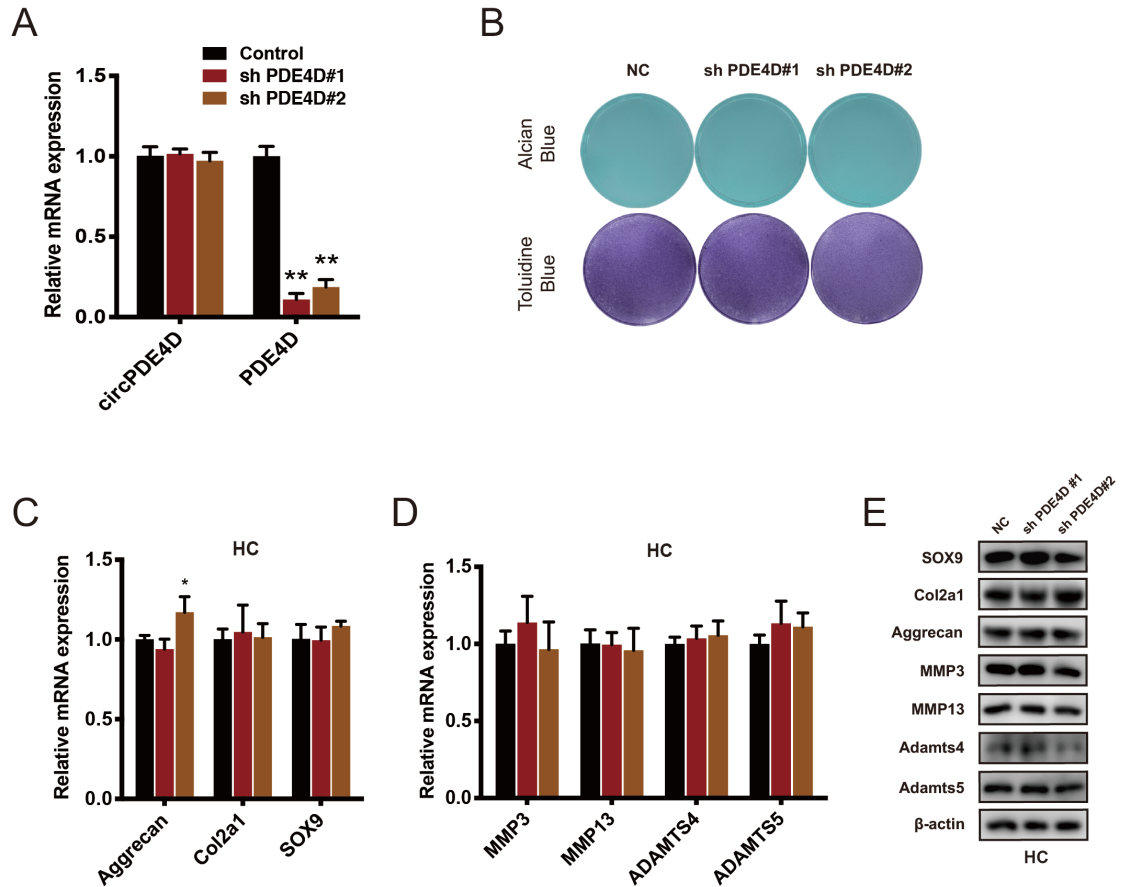 A
Control
sh PDE4D#1
sh PDE4D#2
Relative mRNA expression
1.5
1.0
0.5
0.0
**
**
circPDE4D
PDE4D
B
NC
sh PDE4D#1
sh PDE4D#2
Alcian
Blue
Toluidine
Blue
C
HC
Relative mRNA expression
1.5
1.0
0.5
0.0
*
Aggrecan
Col2a1
SOX9
D
HC
Relative mRNA expression
1.5
1.0
0.5
0.0
MMP3
MMP13
ADAMTS4
ADAMTS5
E
NC
sh PDE4D #1
sh PDE4D#2
SOX9
Col2a1
Aggrecan
MMP3
MMP13
Adamts4
Adamts5
β-actin
HC